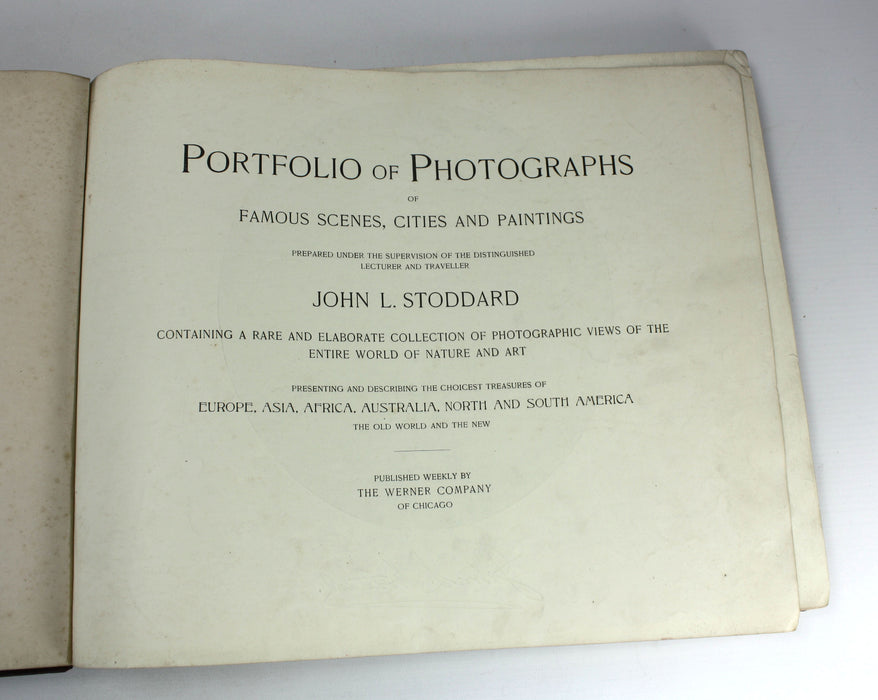 PORTFOLIO OF PHOTOGRAPHS
OF
FAMOUS SCENES, CITIES AND PAINTINGS
PREPARED UNDER THE SUPERVISION OF THE DISTINGUISHED
LECTURER AND TRAVELLER
JOHN L. STODDARD
CONTAINING A RARE AND ELABORATE COLLECTION OF PHOTOGRAPHIC VIEWS OF THE
ENTIRE WORLD OF NATURE AND ART
PRESENTING AND DESCRIBING THE CHOICEST TREASURES OF
EUROPE, ASIA, AFRICA, AUSTRALIA, NORTH AND SOUTH AMERICA
THE OLD WORLD AND THE NEW
PUBLISHED WEEKLY BY
THE WERNER COMPANY
OF CHICAGO